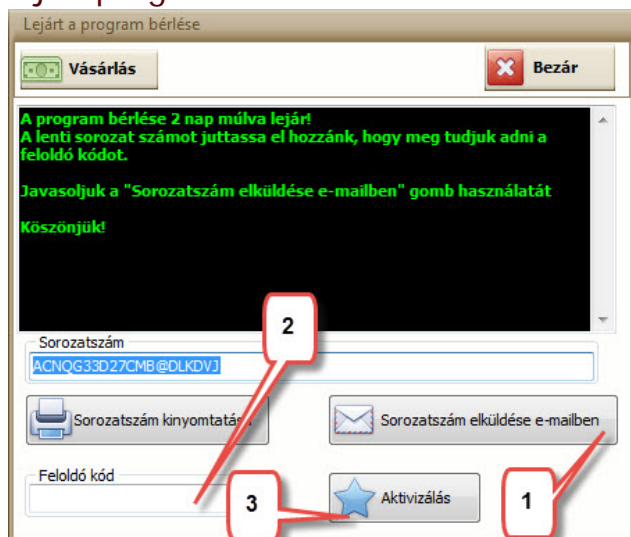 Lejárt a program bérlése
Vásárlás
Bezár
A program bérlése 2 nap múlva lejár!
A lenti sorozat számot juttassa el hozzánk, hogy meg tudjuk adni a
feloldó kódot.
Javasoljuk a "Sorozatszám elküldése e-mailben" gomb használatát
Köszönjük!
2
Sorozatszám
ACNQG33D27CMB@DLKDVJ
Sorozatszám
Sorozatszám elküldése e-mailben
Feloldó kód
3
Aktivizálás
1